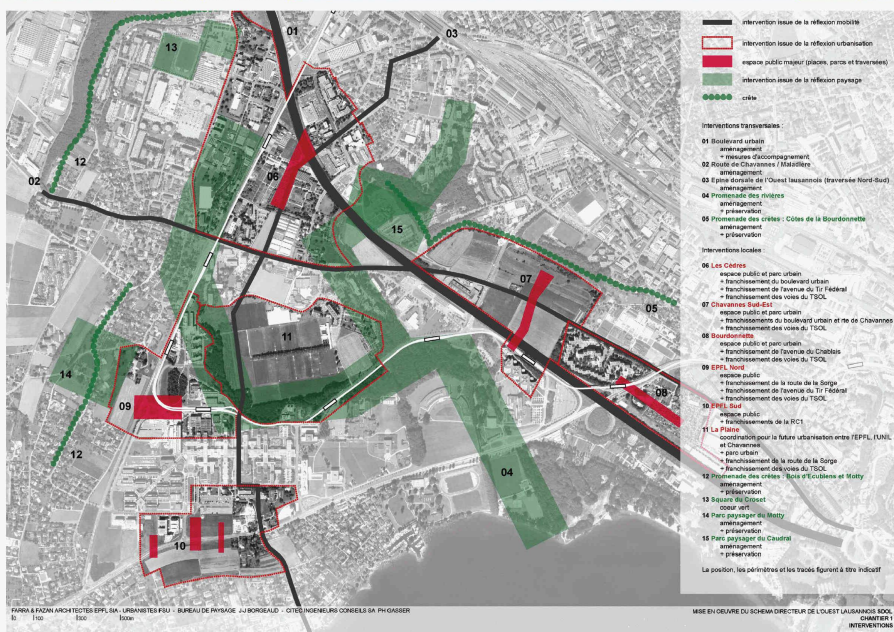 intervention issue de la réflexion mobilité
intervention issue de la réflexion urbanisation
espace public majeur (places, parcs et traversées)
intervention issue de la réflexion paysage
crête
Interventions transversales :
01 Boulevard urbain
aménagement
+ mesures d'accompagnement
02 Route de Chavannes / Maladière
aménagement
03 Epine dorsale de l'Ouest lausannois (traversée Nord-Sud)
aménagement
04 Promenade des rivières
aménagement
+ préservation
05 Promenade des crêtes : Côtes de la Bourdonnette
aménagement
+ préservation
Interventions locales :
06 Les Cèdres
espace public et parc urbain
+ franchissement du boulevard urbain
+ franchissement de l'avenue du Tir Fédéral
+ franchissement des voies du TSOL
07 Chavannes Sud-Est
espace public et parc urbain
+ franchissements du boulevard urbain et rte de Chavannes
+ franchissement des voies du TSOL
08 Bourdonnette
espace public et parc urbain
+ franchissement de l'avenue du Chablais
+ franchissement des voies du TSOL
09 EPFL Nord
espace public
+ franchissement de la route de la Sorge
+ franchissement de l'avenue du Tir Fédéral
+ franchissement des voies du TSOL
10 EPFL Sud
espace public
+ franchissements de la RC1
11 La Plaine
coordination pour la future urbanisation entre l'EPFL, l'UNIL
et Chavannes
+ parc urbain
+ franchissement de la route de la Sorge
+ franchissement des voies du TSOL
12 Promenade des crêtes : Bois d'Ecublens et Motty
aménagement
+ préservation
13 Square du Croset
coeur vert
14 Parc paysager du Motty
aménagement
+ préservation
15 Parc paysager du Caudral
aménagement
+ préservation
La position, les périmètres et les tracés figurent à titre indicatif
01
03
13
12
02
06
15
07
05
11
14
09
08
12
04
10
FARRA & FAZAN ARCHITECTES EPFL SIA - URBANISTES FSU - BUREAU DE PAYSAGE J-J BORGEAUD - CITEC INGENIEURS CONSEILS SA PH GASSER
0 100 300 500m
MISE EN OEUVRE DU SCHEMA DIRECTEUR DE L'OUEST LAUSANNOIS SDOL
CHANTIER 1
INTERVENTIONS